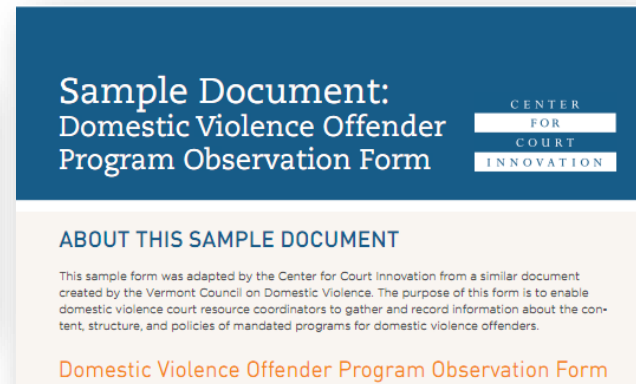 Sample Document:
Domestic Violence Offender
Program Observation Form
CENTER
FOR
COURT
INNOVATION
ABOUT THIS SAMPLE DOCUMENT
This sample form was adapted by the Center for Court Innovation from a similar document
created by the Vermont Council on Domestic Violence. The purpose of this form is to enable
domestic violence court resource coordinators to gather and record information about the con-
tent, structure, and policies of mandated programs for domestic violence offenders.
Domestic Violence Offender Program Observation Form